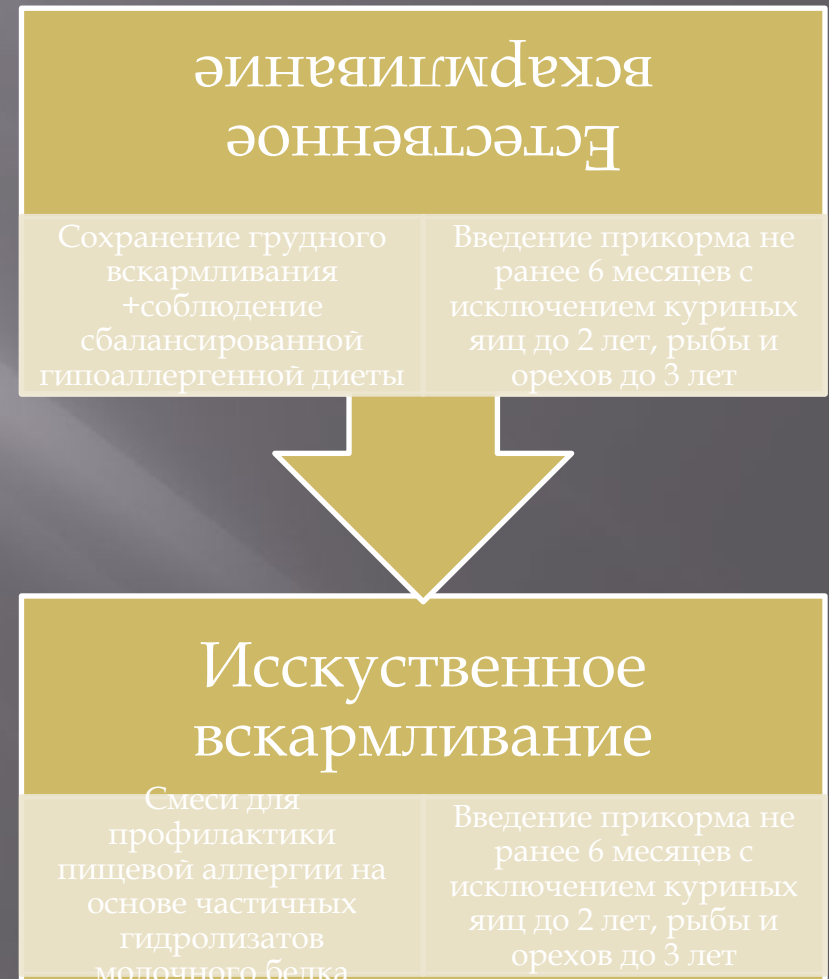 Естественное
вскармливание
Сохранение грудного
вскармливания
+соблюдение
сбалансированной
гипоаллергенной диеты
Введение прикорма не
ранее 6 месяцев с
исключением куриных
яиц до 2 лет, рыбы и
орехов до 3 лет
Исскуственное
вскармливание
Смеси для
профилактики
пищевой аллергии на
основе частичных
гидролизатов
молочного белка
Введение прикорма не
ранее 6 месяцев с
исключением куриных
яиц до 2 лет, рыбы и
орехов до 3 лет